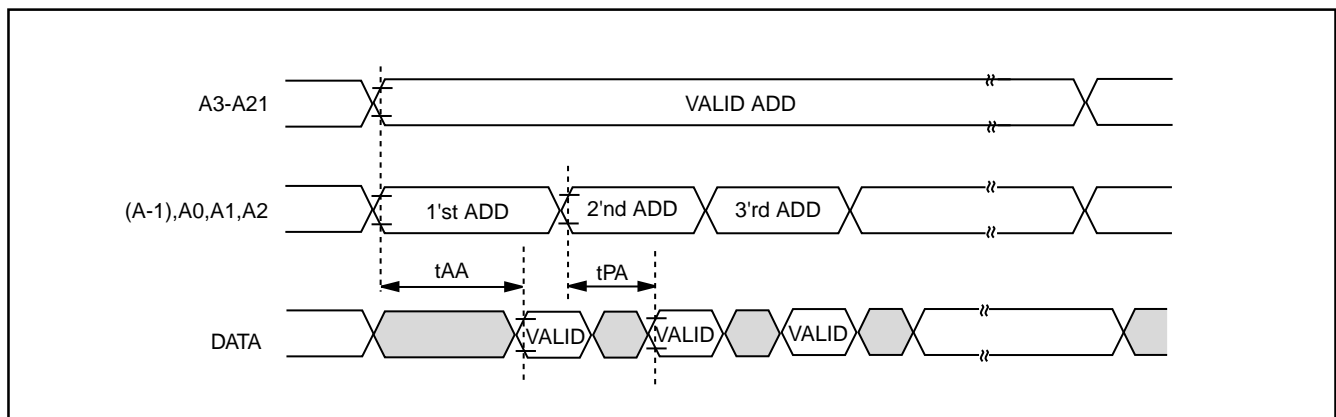 A3-A21
VALID ADD
(A-1),A0,A1,A2
1'st ADD
2'nd ADD
3'rd ADD
tAA
tPA
DATA
VALID
VALID
VALID